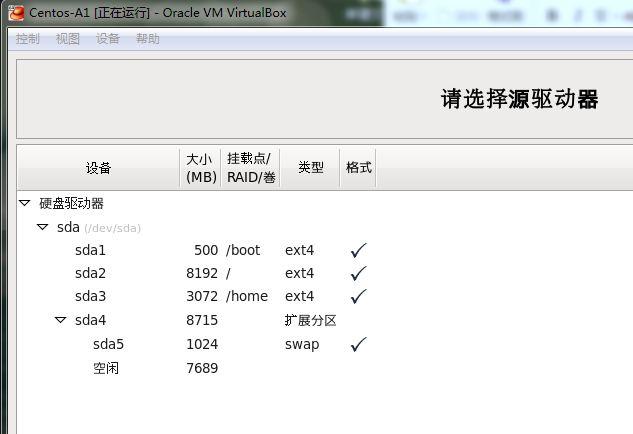 Centos-A1 [正在运行] - Oracle VM VirtualBox
控制 视图 设备 帮助
请选择源驱动器
设备 大小 (MB) 挂载点/ RAID/卷 类型 格式
硬盘驱动器
sda (/dev/sda)
sda1 500 /boot ext4
sda2 8192 / ext4
sda3 3072 /home ext4
sda4 8715 扩展分区
sda5 1024 swap
空闲 7689